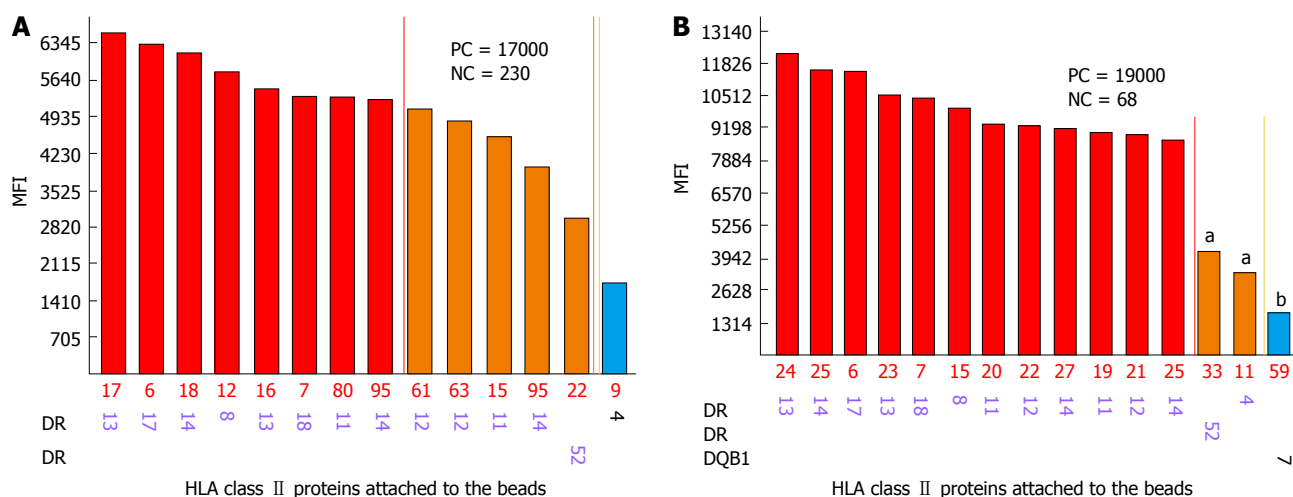 A
MFI
6345
5640
4935
4230
3525
2820
2115
1410
705
PC = 17000
NC = 230
17 6 18 12 16 7 80 95 61 63 15 95 22 9
DR 13 17 14 8 13 18 11 14 12 12 11 14 4
DR 52
HLA class Ⅱ proteins attached to the beads
B
MFI
13140
11826
10512
9198
7884
6570
5256
3942
2628
1314
PC = 19000
NC = 68
a
a
b
24 25 6 23 7 15 20 22 27 19 21 25 33 11 59
DR 13 14 17 13 18 8 11 12 14 11 12 14 4
DR 52
DQB1 7
HLA class Ⅱ proteins attached to the beads